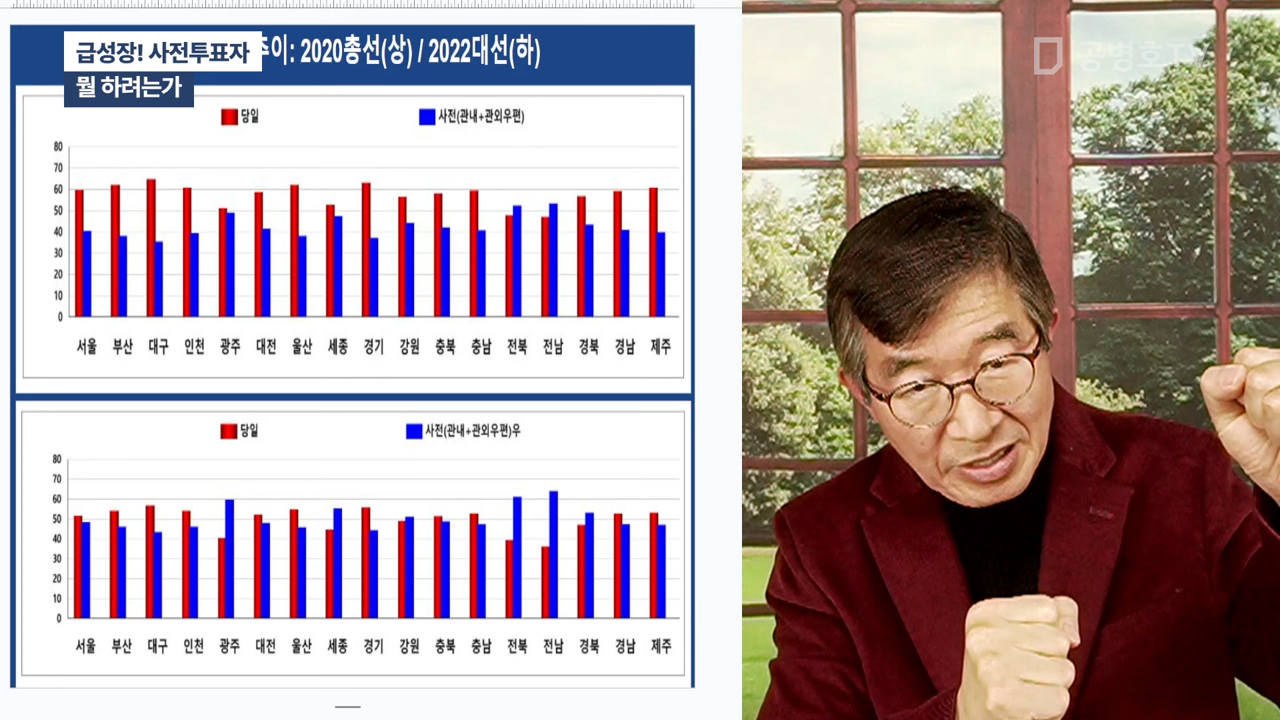 급성장! 사전투표자
뭘 하려는가
추이: 2020총선(상) / 2022대선(하)
공병호TV
당일 사전(관내+관외우편)
80
70
60
50
40
30
20
10
0
서울 부산 대구 인천 광주 대전 울산 세종 경기 강원 충북 충남 전북 전남 경북 경남 제주
당일 사전(관내+관외우편)우
80
70
60
50
40
30
20
10
0
서울 부산 대구 인천 광주 대전 울산 세종 경기 강원 충북 충남 전북 전남 경북 경남 제주